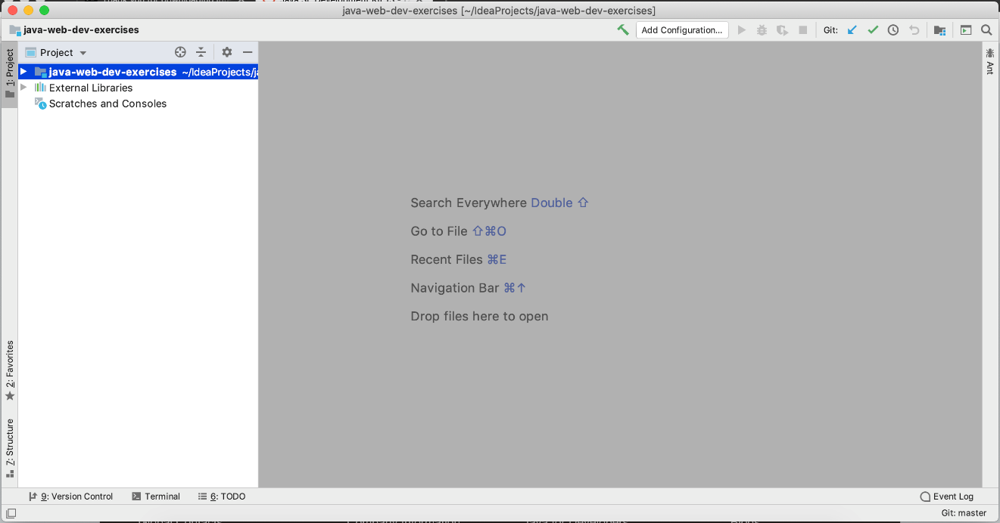 java-web-dev-exercises [~/IdeaProjects/java-web-dev-exercises]
java-web-dev-exercises
Add Configuration...
Git:
1: Project
Project
java-web-dev-exercises ~/IdeaProjects/ja
External Libraries
Scratches and Consoles
Ant
Search Everywhere Double ⇧
Go to File ⇧⌘O
Recent Files ⌘E
Navigation Bar ⌘↑
Drop files here to open
2: Favorites
7: Structure
9: Version Control
Terminal
6: TODO
Event Log
Git: master